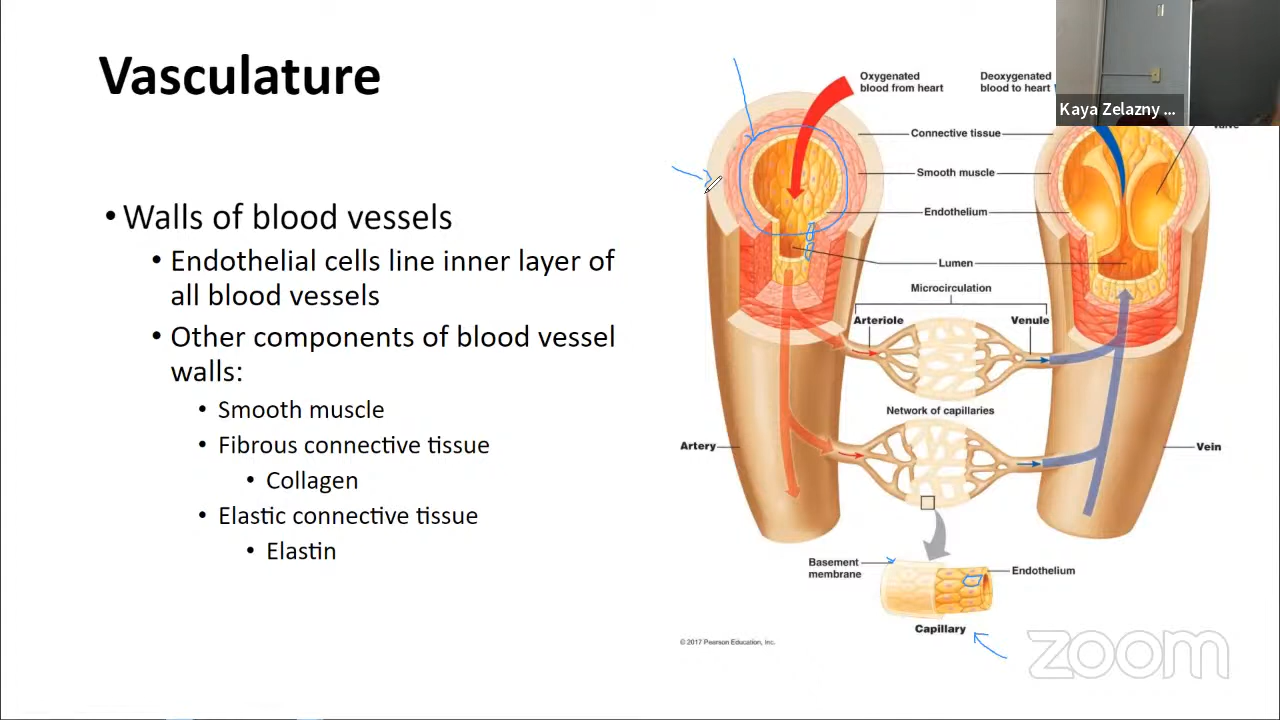 Vasculature
• Walls of blood vessels
• Endothelial cells line inner layer of
all blood vessels
• Other components of blood vessel
walls:
• Smooth muscle
• Fibrous connective tissue
• Collagen
• Elastic connective tissue
• Elastin
Oxygenated
blood from heart
Deoxygenated
blood to heart
Kaya Zelazny ...
Connective tissue
Smooth muscle
Endothelium
Lumen
Microcirculation
Arteriole
Venule
Network of capillaries
Artery
Vein
Basement
membrane
Endothelium
Capillary
© 2017 Pearson Education, Inc.
zoom